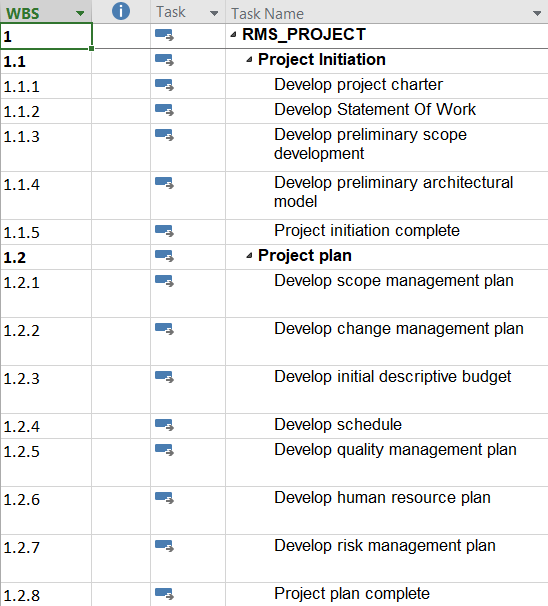 WBS Task Task Name
1 RMS_PROJECT
1.1 Project Initiation
1.1.1 Develop project charter
1.1.2 Develop Statement Of Work
1.1.3 Develop preliminary scope
development
1.1.4 Develop preliminary architectural
model
1.1.5 Project initiation complete
1.2 Project plan
1.2.1 Develop scope management plan
1.2.2 Develop change management plan
1.2.3 Develop initial descriptive budget
1.2.4 Develop schedule
1.2.5 Develop quality management plan
1.2.6 Develop human resource plan
1.2.7 Develop risk management plan
1.2.8 Project plan complete